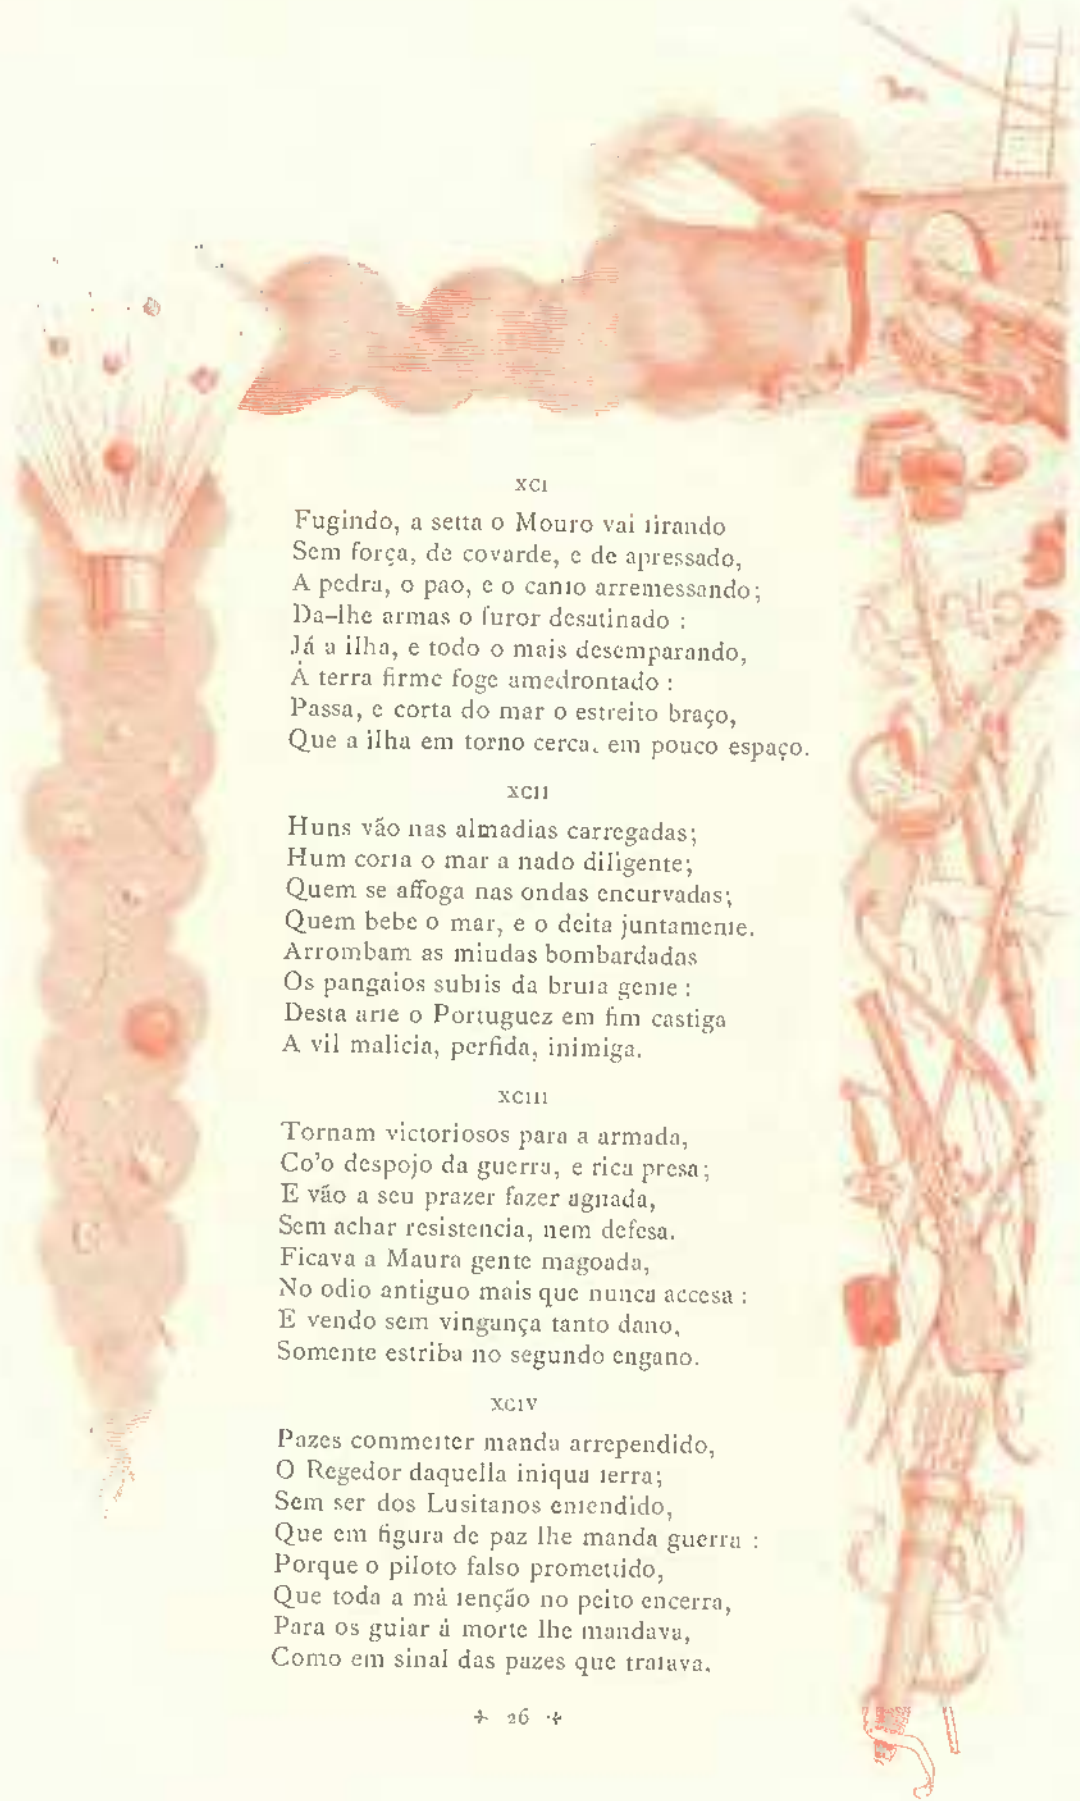 XCI
Fugindo, a setta o Mouro vai tirando
Sem força, de covarde, e de apressado,
A pedra, o pao, e o canto arremessando;
Da-lhe armas o furor desatinado :
Já a ilha, e todo o mais desemparando,
Á terra firme foge amedrontado :
Passa, e corta do mar o estreito braço,
Que a ilha em torno cerca, em pouco espaço.
XCII
Huns vão nas almadias carregadas;
Hum corta o mar a nado diligente;
Quem se affoga nas ondas encurvadas;
Quem bebe o mar, e o deita juntamente.
Arrombam as miudas bombardadas
Os pangaios subtis da bruta gente :
Desta arte o Portuguez em fim castiga
A vil malicia, perfida, inimiga.
XCIII
Tornam victoriosos para a armada,
Co'o despojo da guerra, e rica presa;
E vão a seu prazer fazer agoada,
Sem achar resistencia, nem defesa.
Ficava a Maura gente magoada,
No odio antiguo mais que nunca accesa :
E vendo sem vingança tanto dano,
Somente estriba no segundo engano.
XCIV
Pazes commetter manda arrependido,
O Regedor daquella iniqua terra;
Sem ser dos Lusitanos entendido,
Que em figura de paz lhe manda guerra :
Porque o piloto falso promettido,
Que toda a má tenção no peito encerra,
Para os guiar á morte lhe mandava,
Como em sinal das pazes que tratava.
26